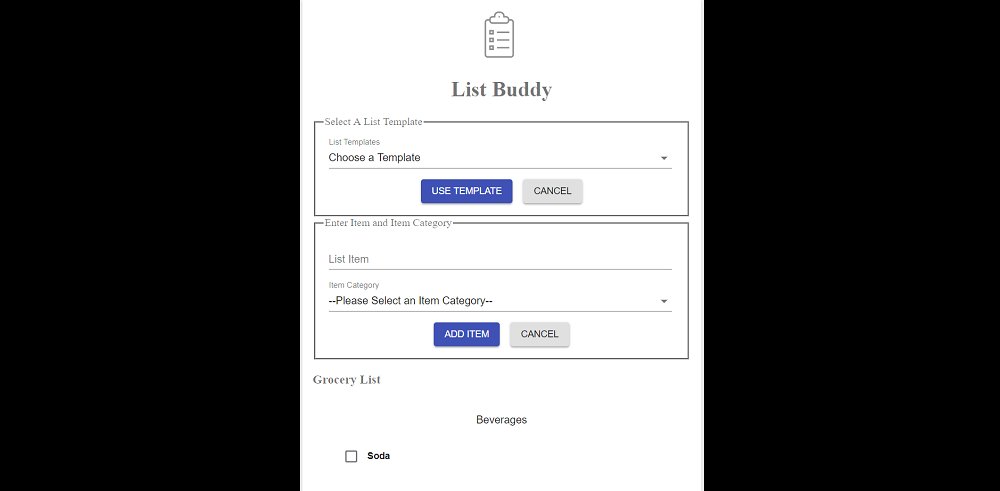 List Buddy
Select A List Template
List Templates
Choose a Template
USE TEMPLATE CANCEL
Enter Item and Item Category
List Item
Item Category
--Please Select an Item Category--
ADD ITEM CANCEL
Grocery List
Beverages
Soda